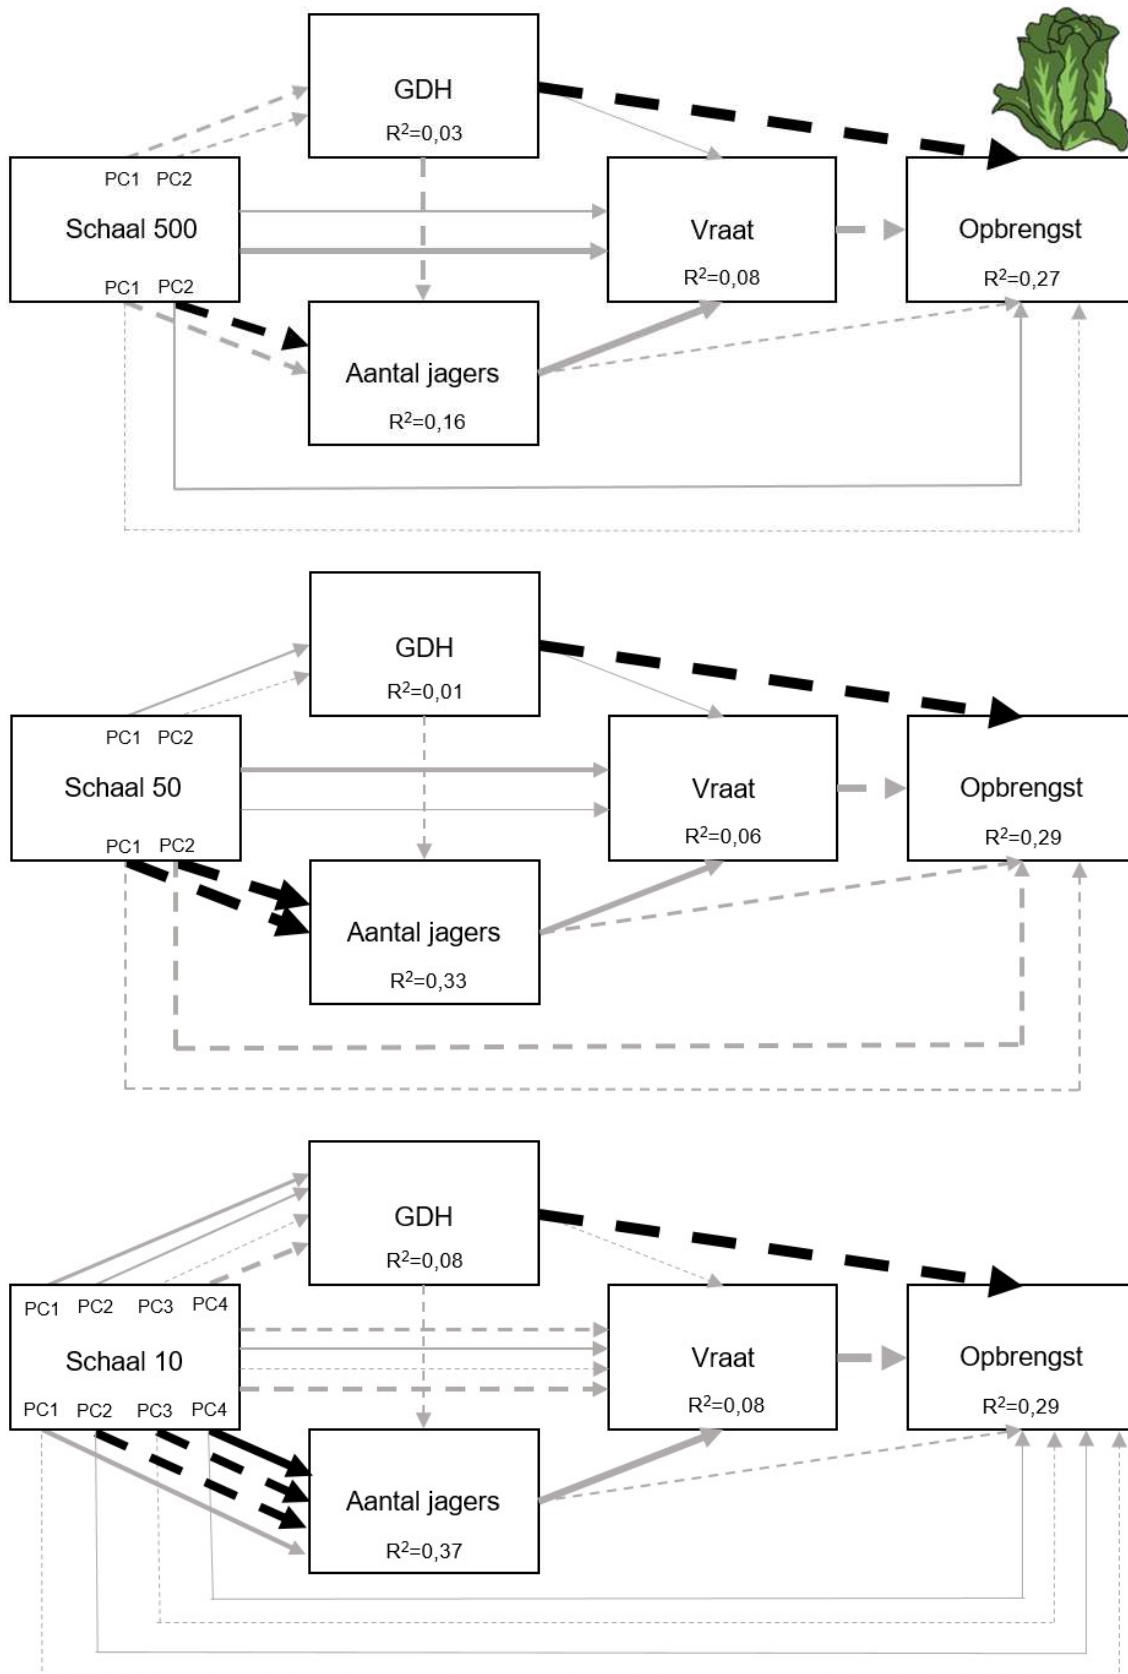 GDH
R²=0,03
PC1 PC2
Schaal 500
PC1 PC2
Vraat
R²=0,08
Opbrengst
R²=0,27
Aantal jagers
R²=0,16
GDH
R²=0,01
PC1 PC2
Schaal 50
PC1 PC2
Vraat
R²=0,06
Opbrengst
R²=0,29
Aantal jagers
R²=0,33
GDH
R²=0,08
PC1 PC2 PC3 PC4
Schaal 10
PC1 PC2 PC3 PC4
Vraat
R²=0,08
Opbrengst
R²=0,29
Aantal jagers
R²=0,37